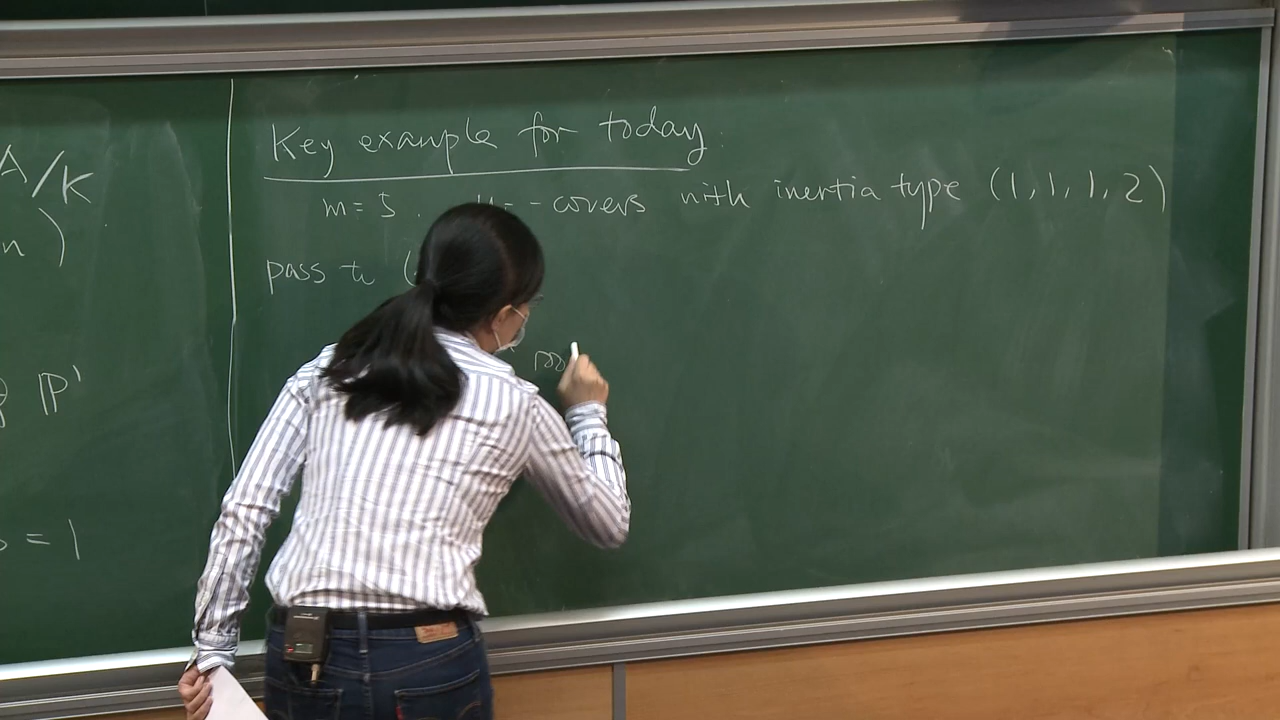 A/K
n )
P'
= 1
Key example for today.
m = 5. -covers with inertia type (1, 1, 1, 2)
pass to (